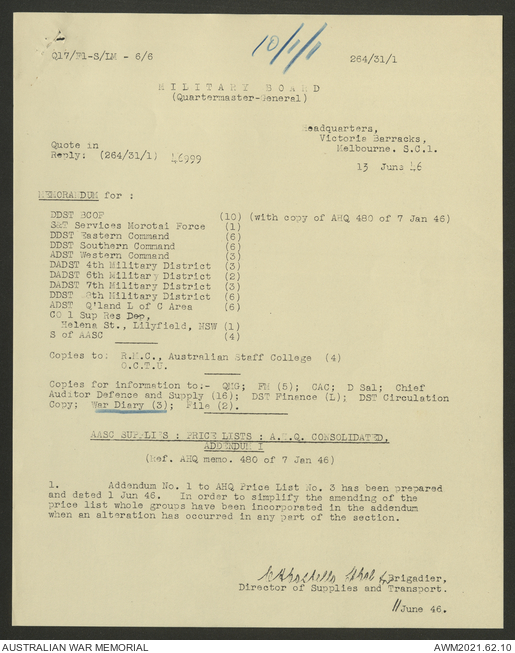 Q17/F1-S/LM - 6/6
10/1/1
264/31/1
MILITARY BOARD
(Quartermaster-General)
Headquarters,
Victoria Barracks,
Melbourne. S.C.1.
Quote in
Reply: (264/31/1) 46999
13 June 46
MEMORANDUM for :
DDST BCOF (10) (with copy of AHQ 480 of 7 Jan 46)
S&T Services Morotai Force (1)
DDST Eastern Command (6)
DDST Southern Command (6)
ADST Western Command (3)
DADST 4th Military District (3)
DADST 6th Military District (2)
DADST 7th Military District (3)
DDST 8th Military District (6)
ADST Q'land L of C Area (6)
CO 1 Sup Res Dep,
Helena St., Lilyfield, NSW (1)
S of AASC (4)
Copies to: R.M.C., Australian Staff College (4)
O.C.T.U.
Copies for information to:- QMG; FM (5); CAC; D Sal; Chief
Auditor Defence and Supply (16); DST Finance (L); DST Circulation
Copy; War Diary (3); File (2).
AASC SUPPLIES : PRICE LISTS : A.H.Q. CONSOLIDATED,
ADDENDUM I
(Ref. AHQ memo. 480 of 7 Jan 46)
1. Addendum No. 1 to AHQ Price List No. 3 has been prepared
and dated 1 Jun 46. In order to simplify the amending of the
price list whole groups have been incorporated in the addendum
when an alteration has occurred in any part of the section.
Brigadier,
Director of Supplies and Transport.
11 June 46.
AUSTRALIAN WAR MEMORIAL
AWM2021.62.10